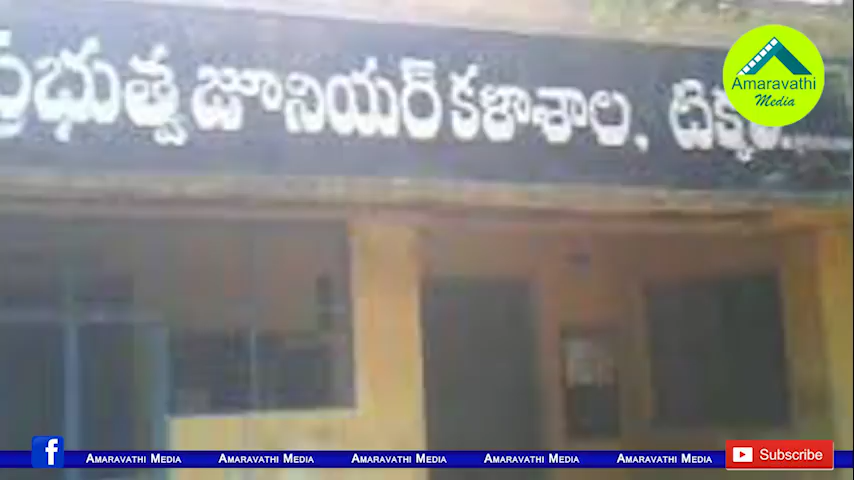 ప్రభుత్వ జూనియర్ కళాశాల,
Amaravathi
Media
AMARAVATHI MEDIA AMARAVATHI MEDIA AMARAVATHI MEDIA AMARAVATHI MEDIA AMARAVATHI MEDIA
Subscribe